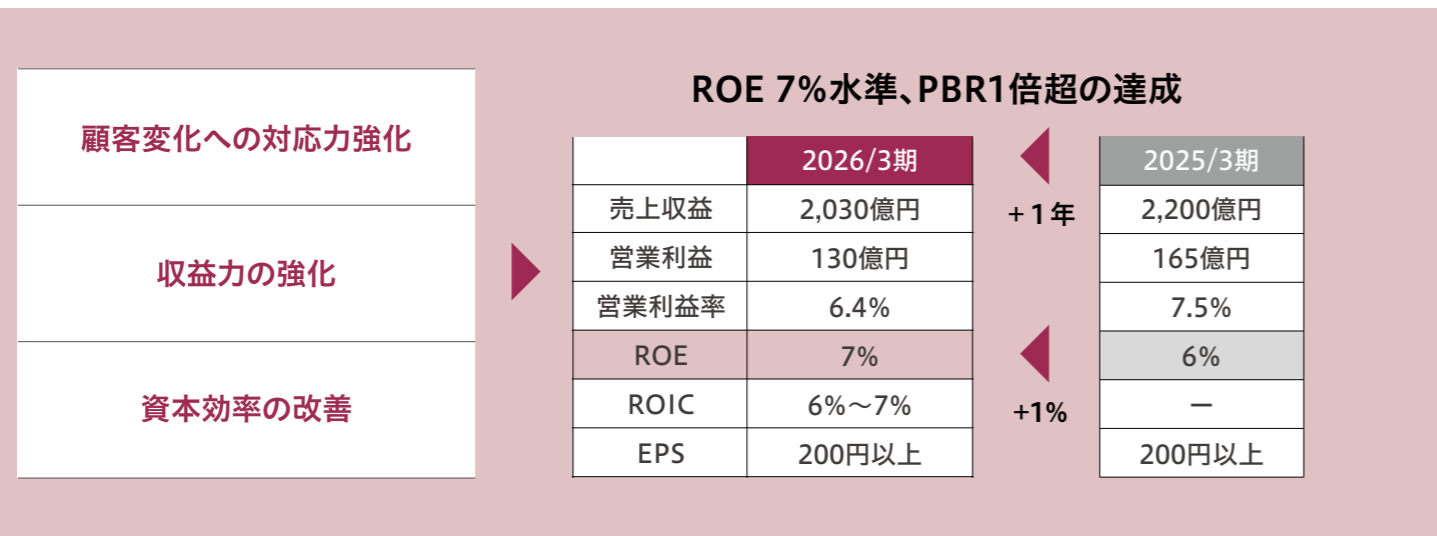 顧客変化への対応力強化
収益力の強化
資本効率の改善
ROE 7%水準、PBR1倍超の達成
2026/3期 2025/3期
売上収益 2,030億円 +1年 2,200億円
営業利益 130億円 165億円
営業利益率 6.4% 7.5%
ROE 7% 6%
ROIC 6%～7% +1% ー
EPS 200円以上 200円以上